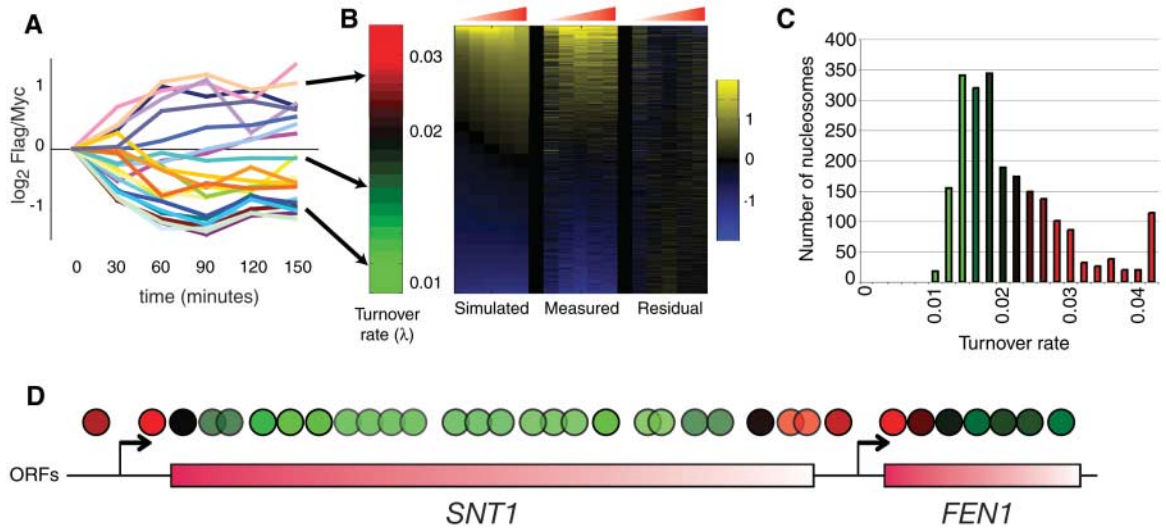 A
log2 Flag/Myc
1
0
-1
0 30 60 90 120 150
time (minutes)
B
0.03
0.02
0.01
Turnover
rate (λ)
Simulated Measured Residual
1
0
-1
C
Number of nucleosomes
400
350
300
250
200
150
100
50
0
0 0.01 0.02 0.03 0.04
Turnover rate
D
ORFs
SNT1 FEN1